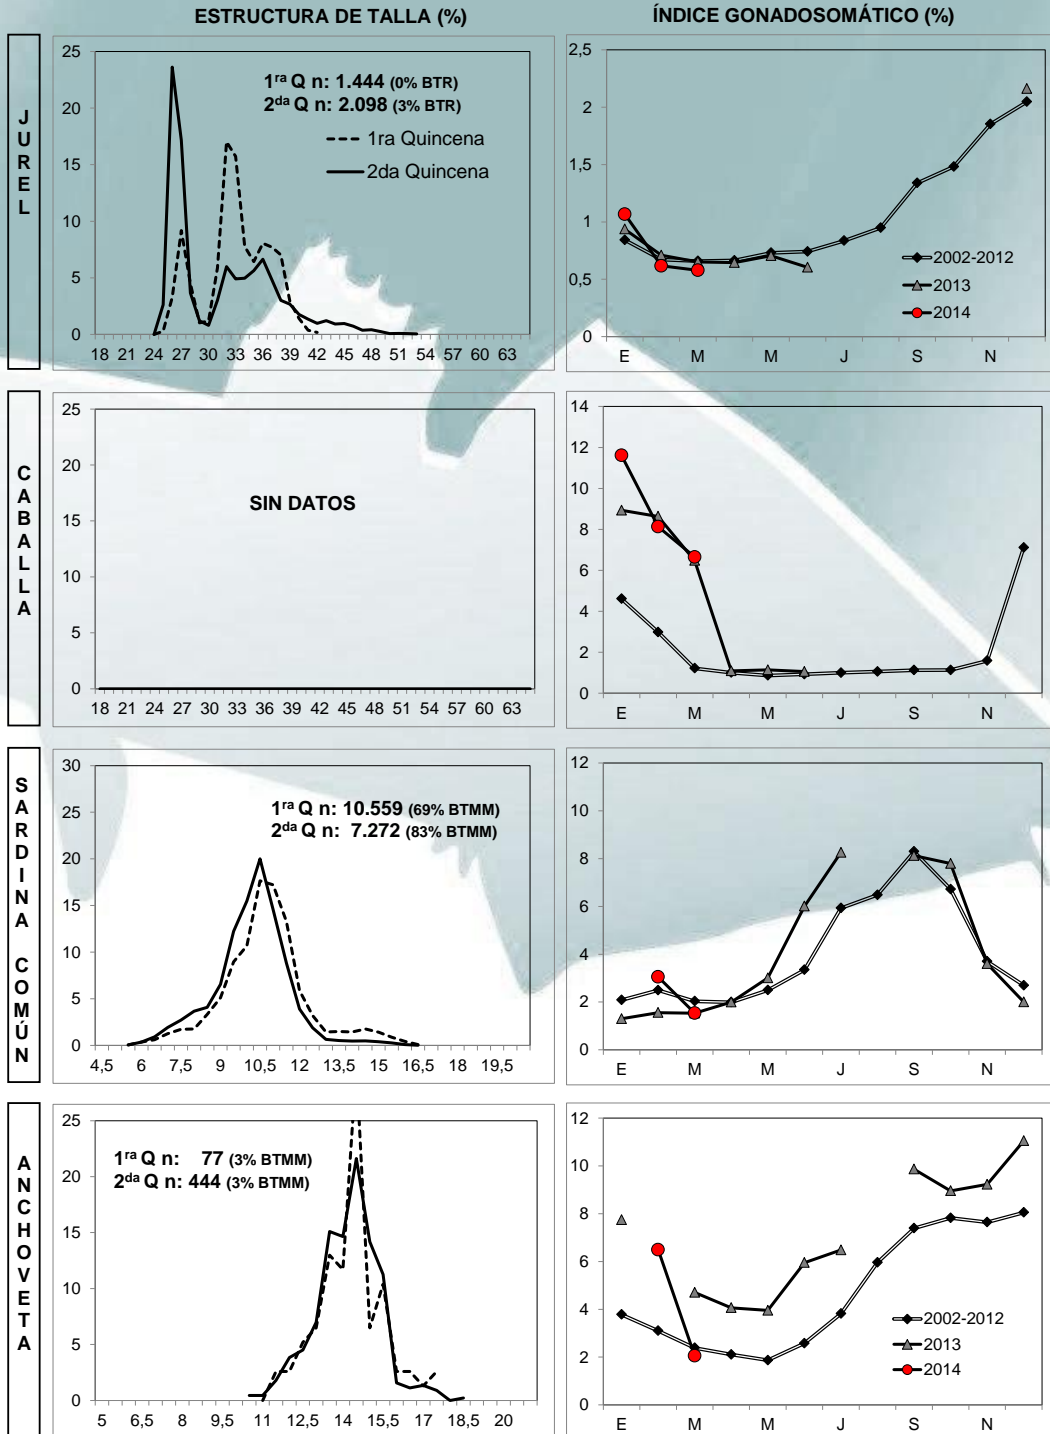 ESTRUCTURA DE TALLA (%)
ÍNDICE GONADOSOMÁTICO (%)
JUREL
25
20
15
10
5
0
1ra Q n: 1.444 (0% BTR)
2da Q n: 2.098 (3% BTR)
1ra Quincena
2da Quincena
18 21 24 27 30 33 36 39 42 45 48 51 54 57 60 63
2,5
2
1,5
1
0,5
0
2002-2012
2013
2014
E M M J S N
CABALLA
25
20
15
10
5
0
SIN DATOS
18 21 24 27 30 33 36 39 42 45 48 51 54 57 60 63
14
12
10
8
6
4
2
0
E M M J S N
SARDINA COMÚN
30
25
20
15
10
5
0
1ra Q n: 10.559 (69% BTMM)
2da Q n: 7.272 (83% BTMM)
4,5 6 7,5 9 10,5 12 13,5 15 16,5 18 19,5
12
10
8
6
4
2
0
E M M J S N
ANCHOVETA
25
20
15
10
5
0
1ra Q n: 77 (3% BTMM)
2da Q n: 444 (3% BTMM)
5 6,5 8 9,5 11 12,5 14 15,5 17 18,5 20
12
10
8
6
4
2
0
2002-2012
2013
2014
E M M J S N